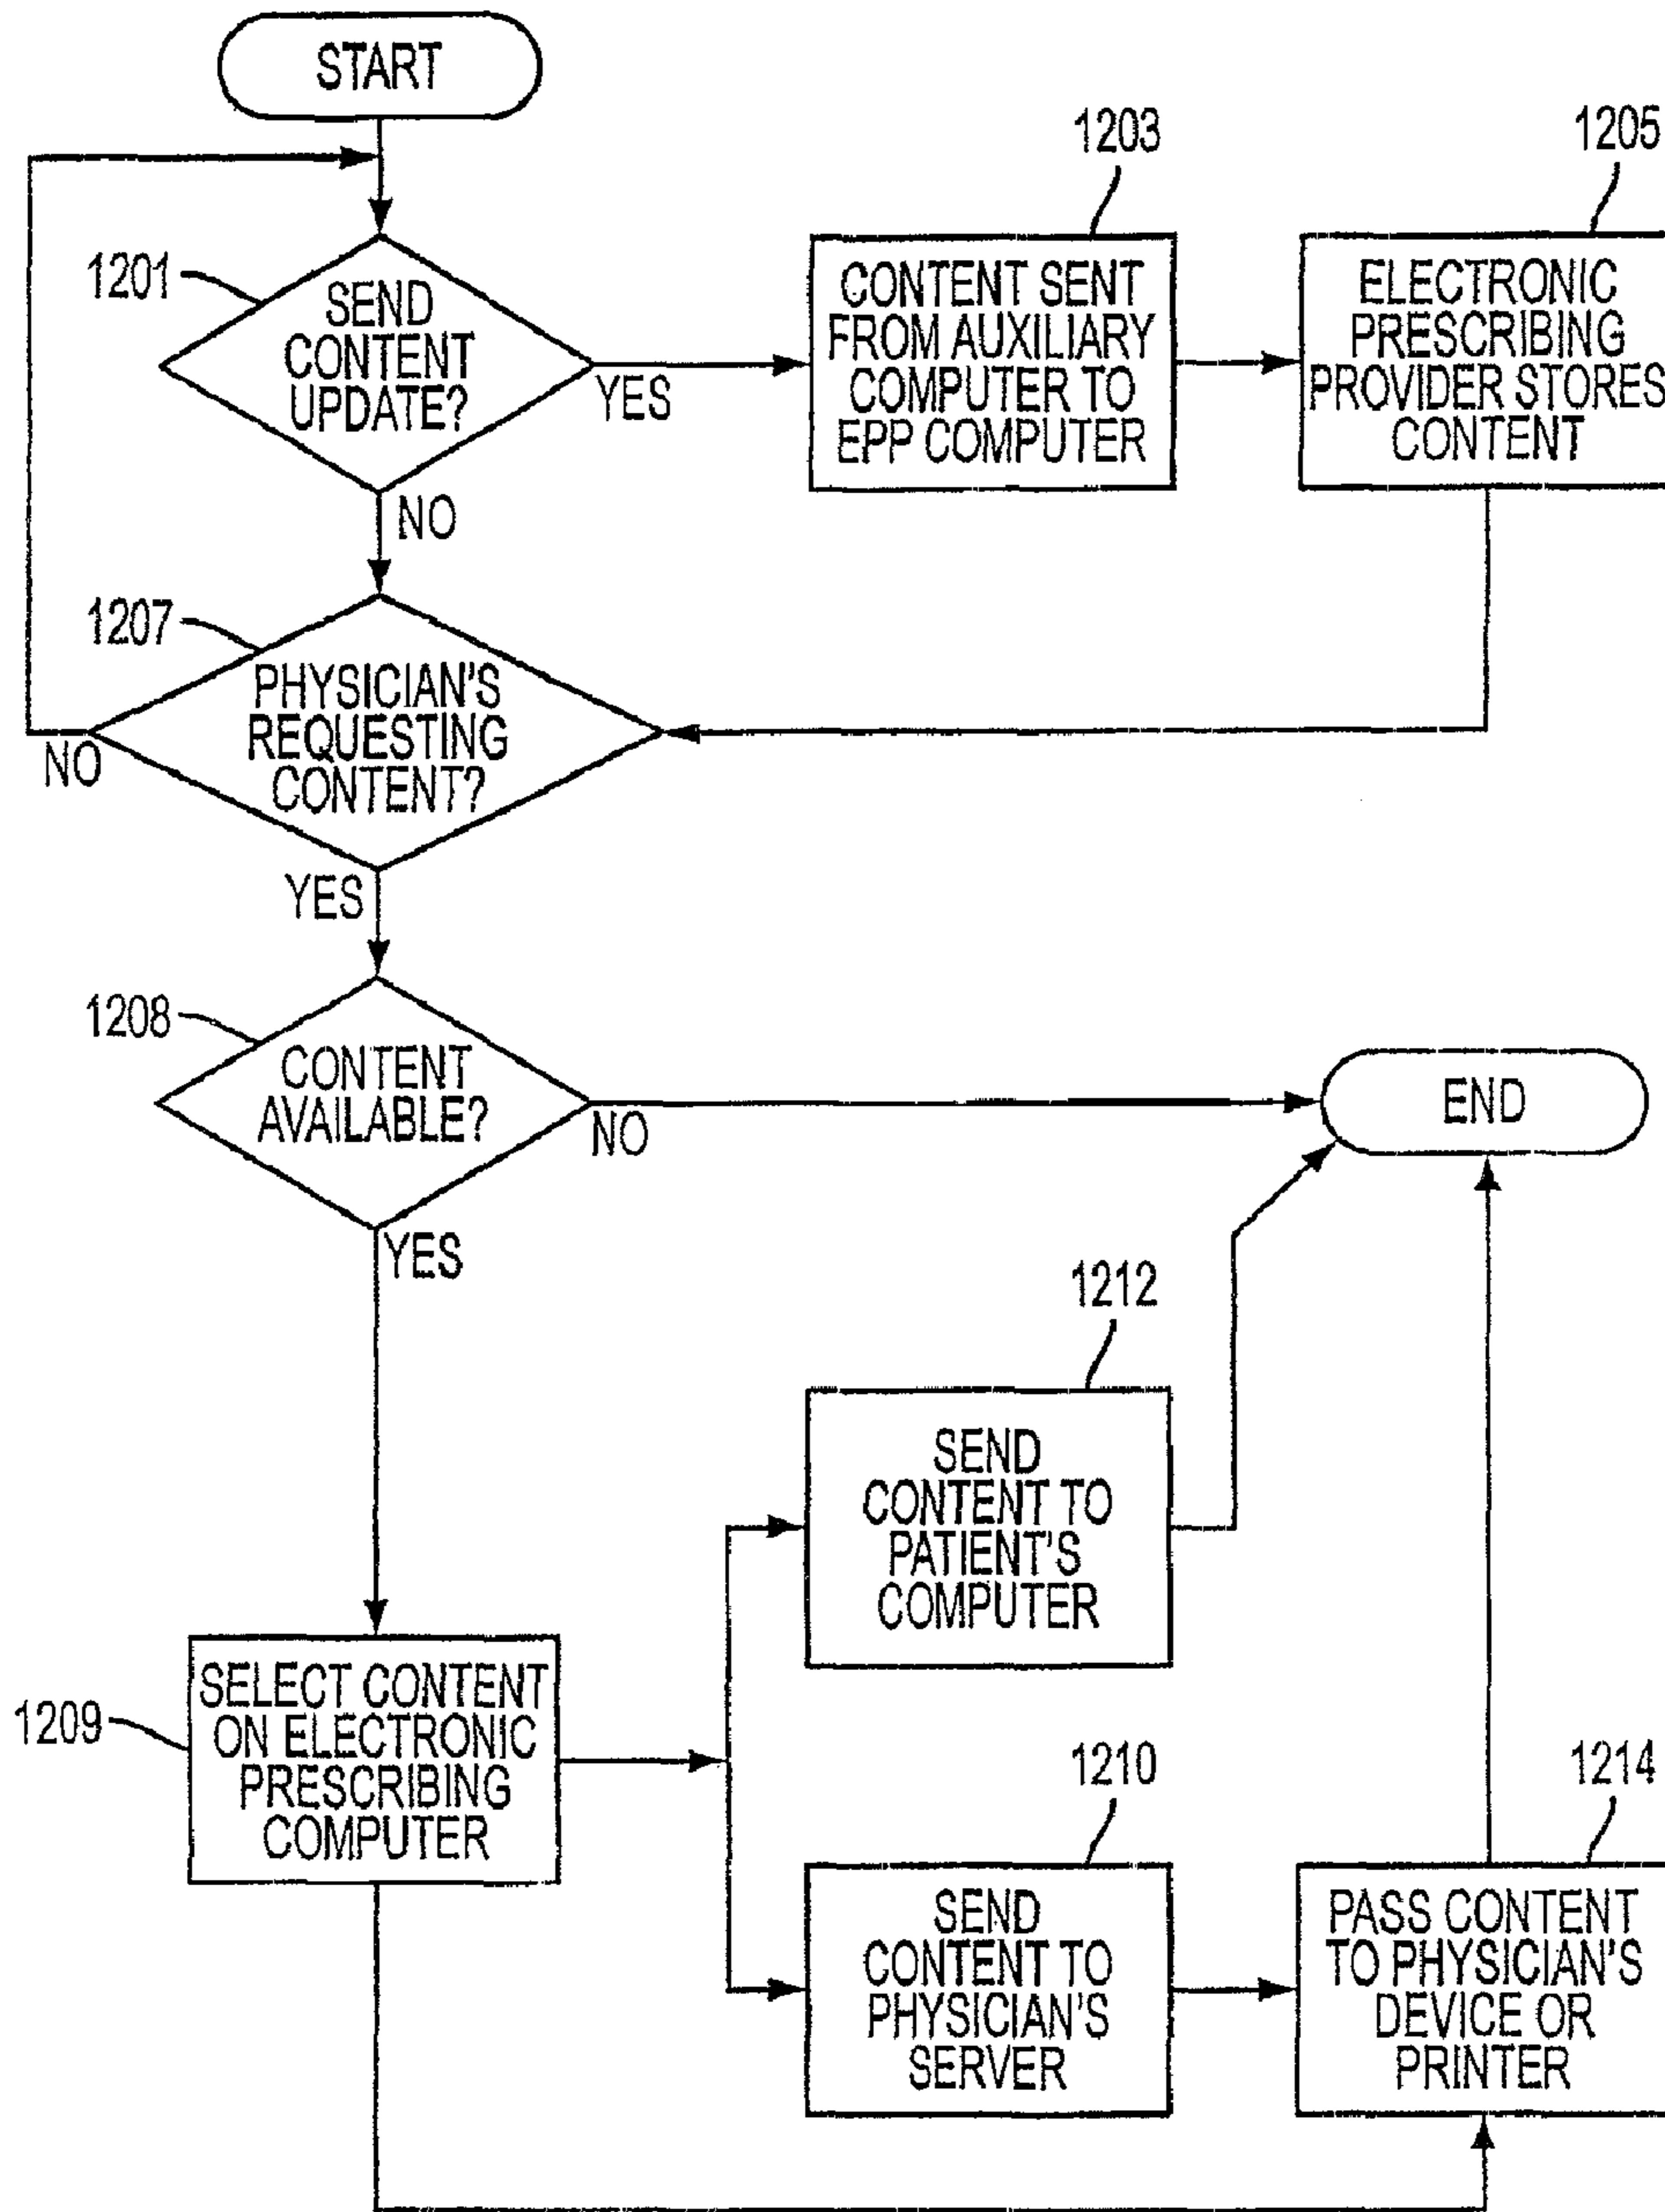 START
1203
1205
1201
SEND
CONTENT
UPDATE?
YES
NO
CONTENT SENT
FROM AUXILIARY
COMPUTER TO
EPP COMPUTER
ELECTRONIC
PRESCRIBING
PROVIDER STORES
CONTENT
1207
PHYSICIAN'S
REQUESTING
CONTENT?
NO
YES
1208
CONTENT
AVAILABLE?
NO
YES
END
1212
SEND
CONTENT TO
PATIENT'S
COMPUTER
1209
SELECT CONTENT
ON ELECTRONIC
PRESCRIBING
COMPUTER
1210
SEND
CONTENT TO
PHYSICIAN'S
SERVER
1214
PASS CONTENT
TO PHYSICIAN'S
DEVICE OR
PRINTER